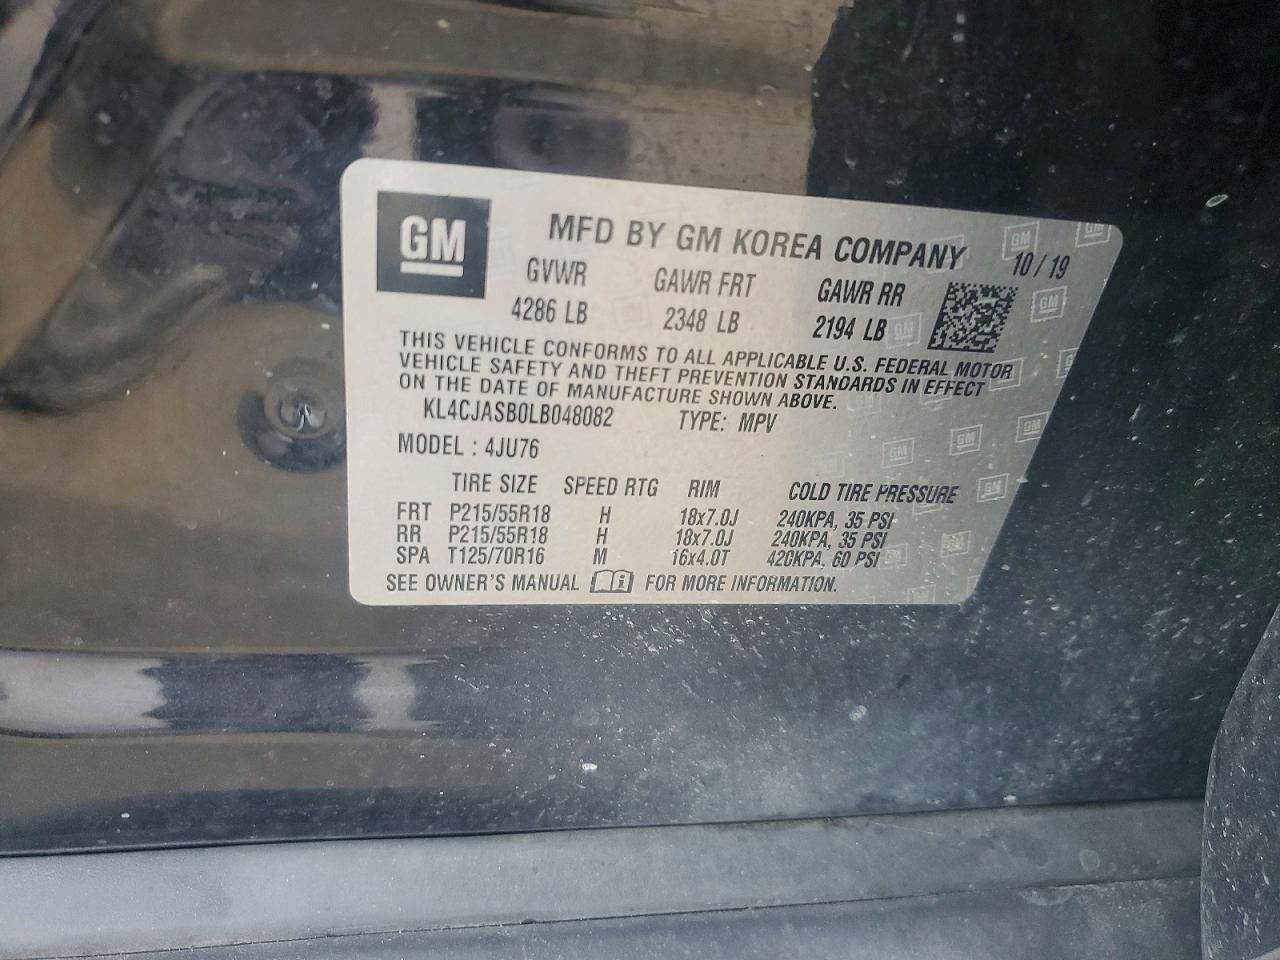 GM
MFD BY GM KOREA COMPANY 10/19
GVWR GAWR FRT GAWR RR
4286 LB 2348 LB 2194 LB
THIS VEHICLE CONFORMS TO ALL APPLICABLE U.S. FEDERAL MOTOR
VEHICLE SAFETY AND THEFT PREVENTION STANDARDS IN EFFECT
ON THE DATE OF MANUFACTURE SHOWN ABOVE.
KL4CJASB0LB048082 TYPE: MPV
MODEL : 4JU76
TIRE SIZE SPEED RTG RIM COLD TIRE PRESSURE
FRT P215/55R18 H 18x7.0J 240KPA, 35 PSI
RR P215/55R18 H 18x7.0J 240KPA, 35 PSI
SPA T125/70R16 M 16x4.0T 420KPA, 60 PSI
SEE OWNER'S MANUAL FOR MORE INFORMATION.